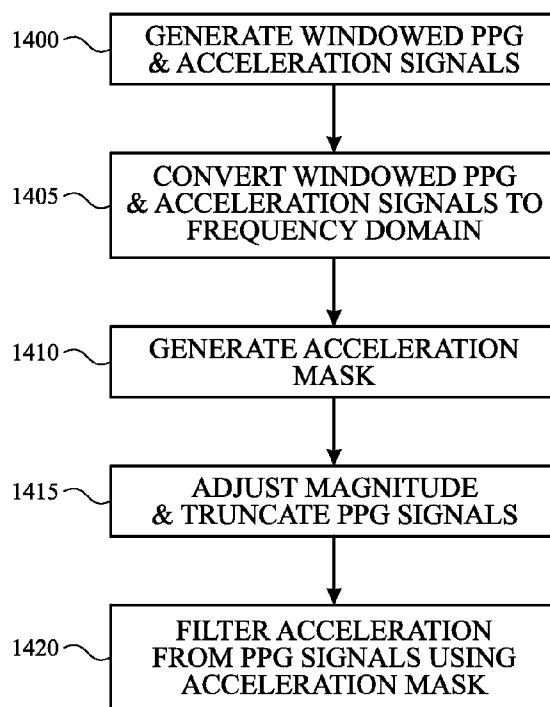 1400
GENERATE WINDOWED PPG
& ACCELERATION SIGNALS
1405
CONVERT WINDOWED PPG
& ACCELERATION SIGNALS TO
FREQUENCY DOMAIN
1410
GENERATE ACCELERATION
MASK
1415
ADJUST MAGNITUDE
& TRUNCATE PPG SIGNALS
1420
FILTER ACCELERATION
FROM PPG SIGNALS USING
ACCELERATION MASK